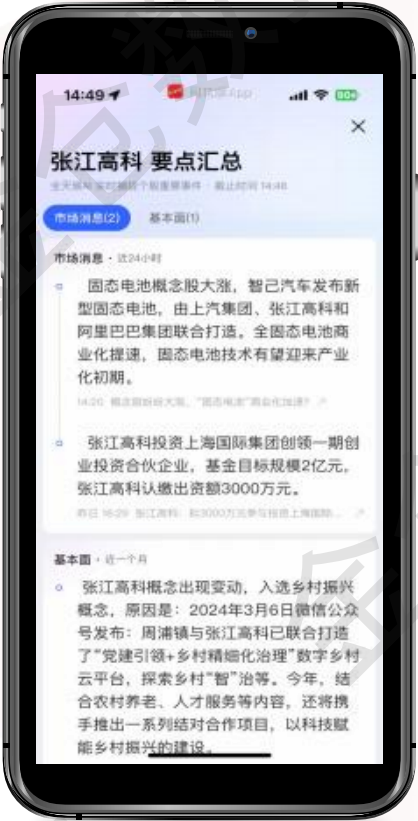 14:49
张江高科 要点汇总
市场消息(2) 基本面(1)
市场消息·近24小时
固态电池概念股大涨，智己汽车发布新
型固态电池，由上汽集团、张江高科和
阿里巴巴集团联合打造。全固态电池商
业化提速，固态电池技术有望迎来产业
化初期。
张江高科投资上海国际集团创领一期创
业投资合伙企业，基金目标规模2亿元，
张江高科认缴出资额3000万元。
基本面·近一个月
张江高科概念出现变动，入选乡村振兴
概念，原因是：2024年3月6日微信公众
号发布：周浦镇与张江高科已联合打造
了“党建引领+乡村精细化治理”数字乡村
云平台，探索乡村“智”治等。今年，结
合农村养老、人才服务等内容，还将携
手推出一系列结对合作项目，以科技赋
能乡村振兴的建设。